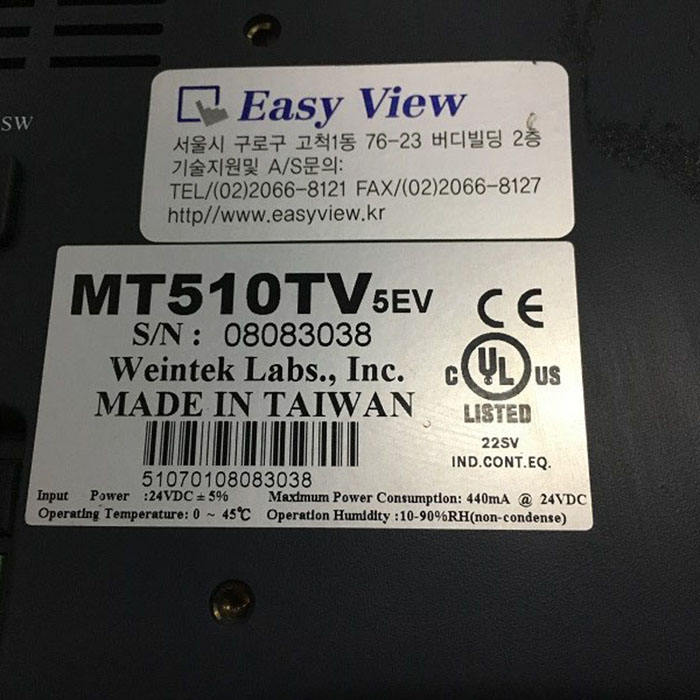 SW
Easy View
서울시 구로구 고척1동 76-23 버디빌딩 2층
기술지원및 A/S문의:
TEL/(02)2066-8121 FAX/(02)2066-8127
http//www.easyview.kr
MT510TV5EV
CE
S/N : 08083038
Weintek Labs., Inc.
C UL US
MADE IN TAIWAN
LISTED
22SV
IND.CONT.EQ.
51070108083038
Input Power :24VDC ± 5% Maximum Power Consumption: 440mA @ 24VDC
Operating Temperature: 0 ~ 45℃ Operation Humidity :10-90%RH(non-condense)